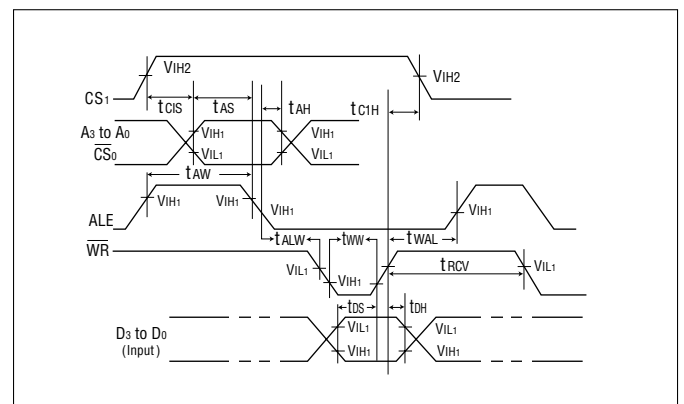 VIH2
VIH2
CS1
tCIS
tAS
tAH
tC1H
A3 to A0
CS0
VIH1
VIL1
VIH1
VIL1
tAW
ALE
VIH1
VIH1
VIH1
VIH1
WR
tALW
tWW
tWAL
VIL1
VIH1
tRCV
VIL1
tDS
tDH
D3 to D0
(Input)
VIL1
VIH1
VIL1
VIH1